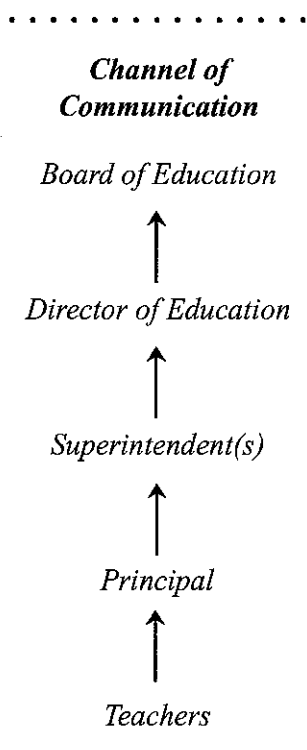 Channel of
Communication
Board of Education
Director of Education
Superintendent(s)
Principal
Teachers